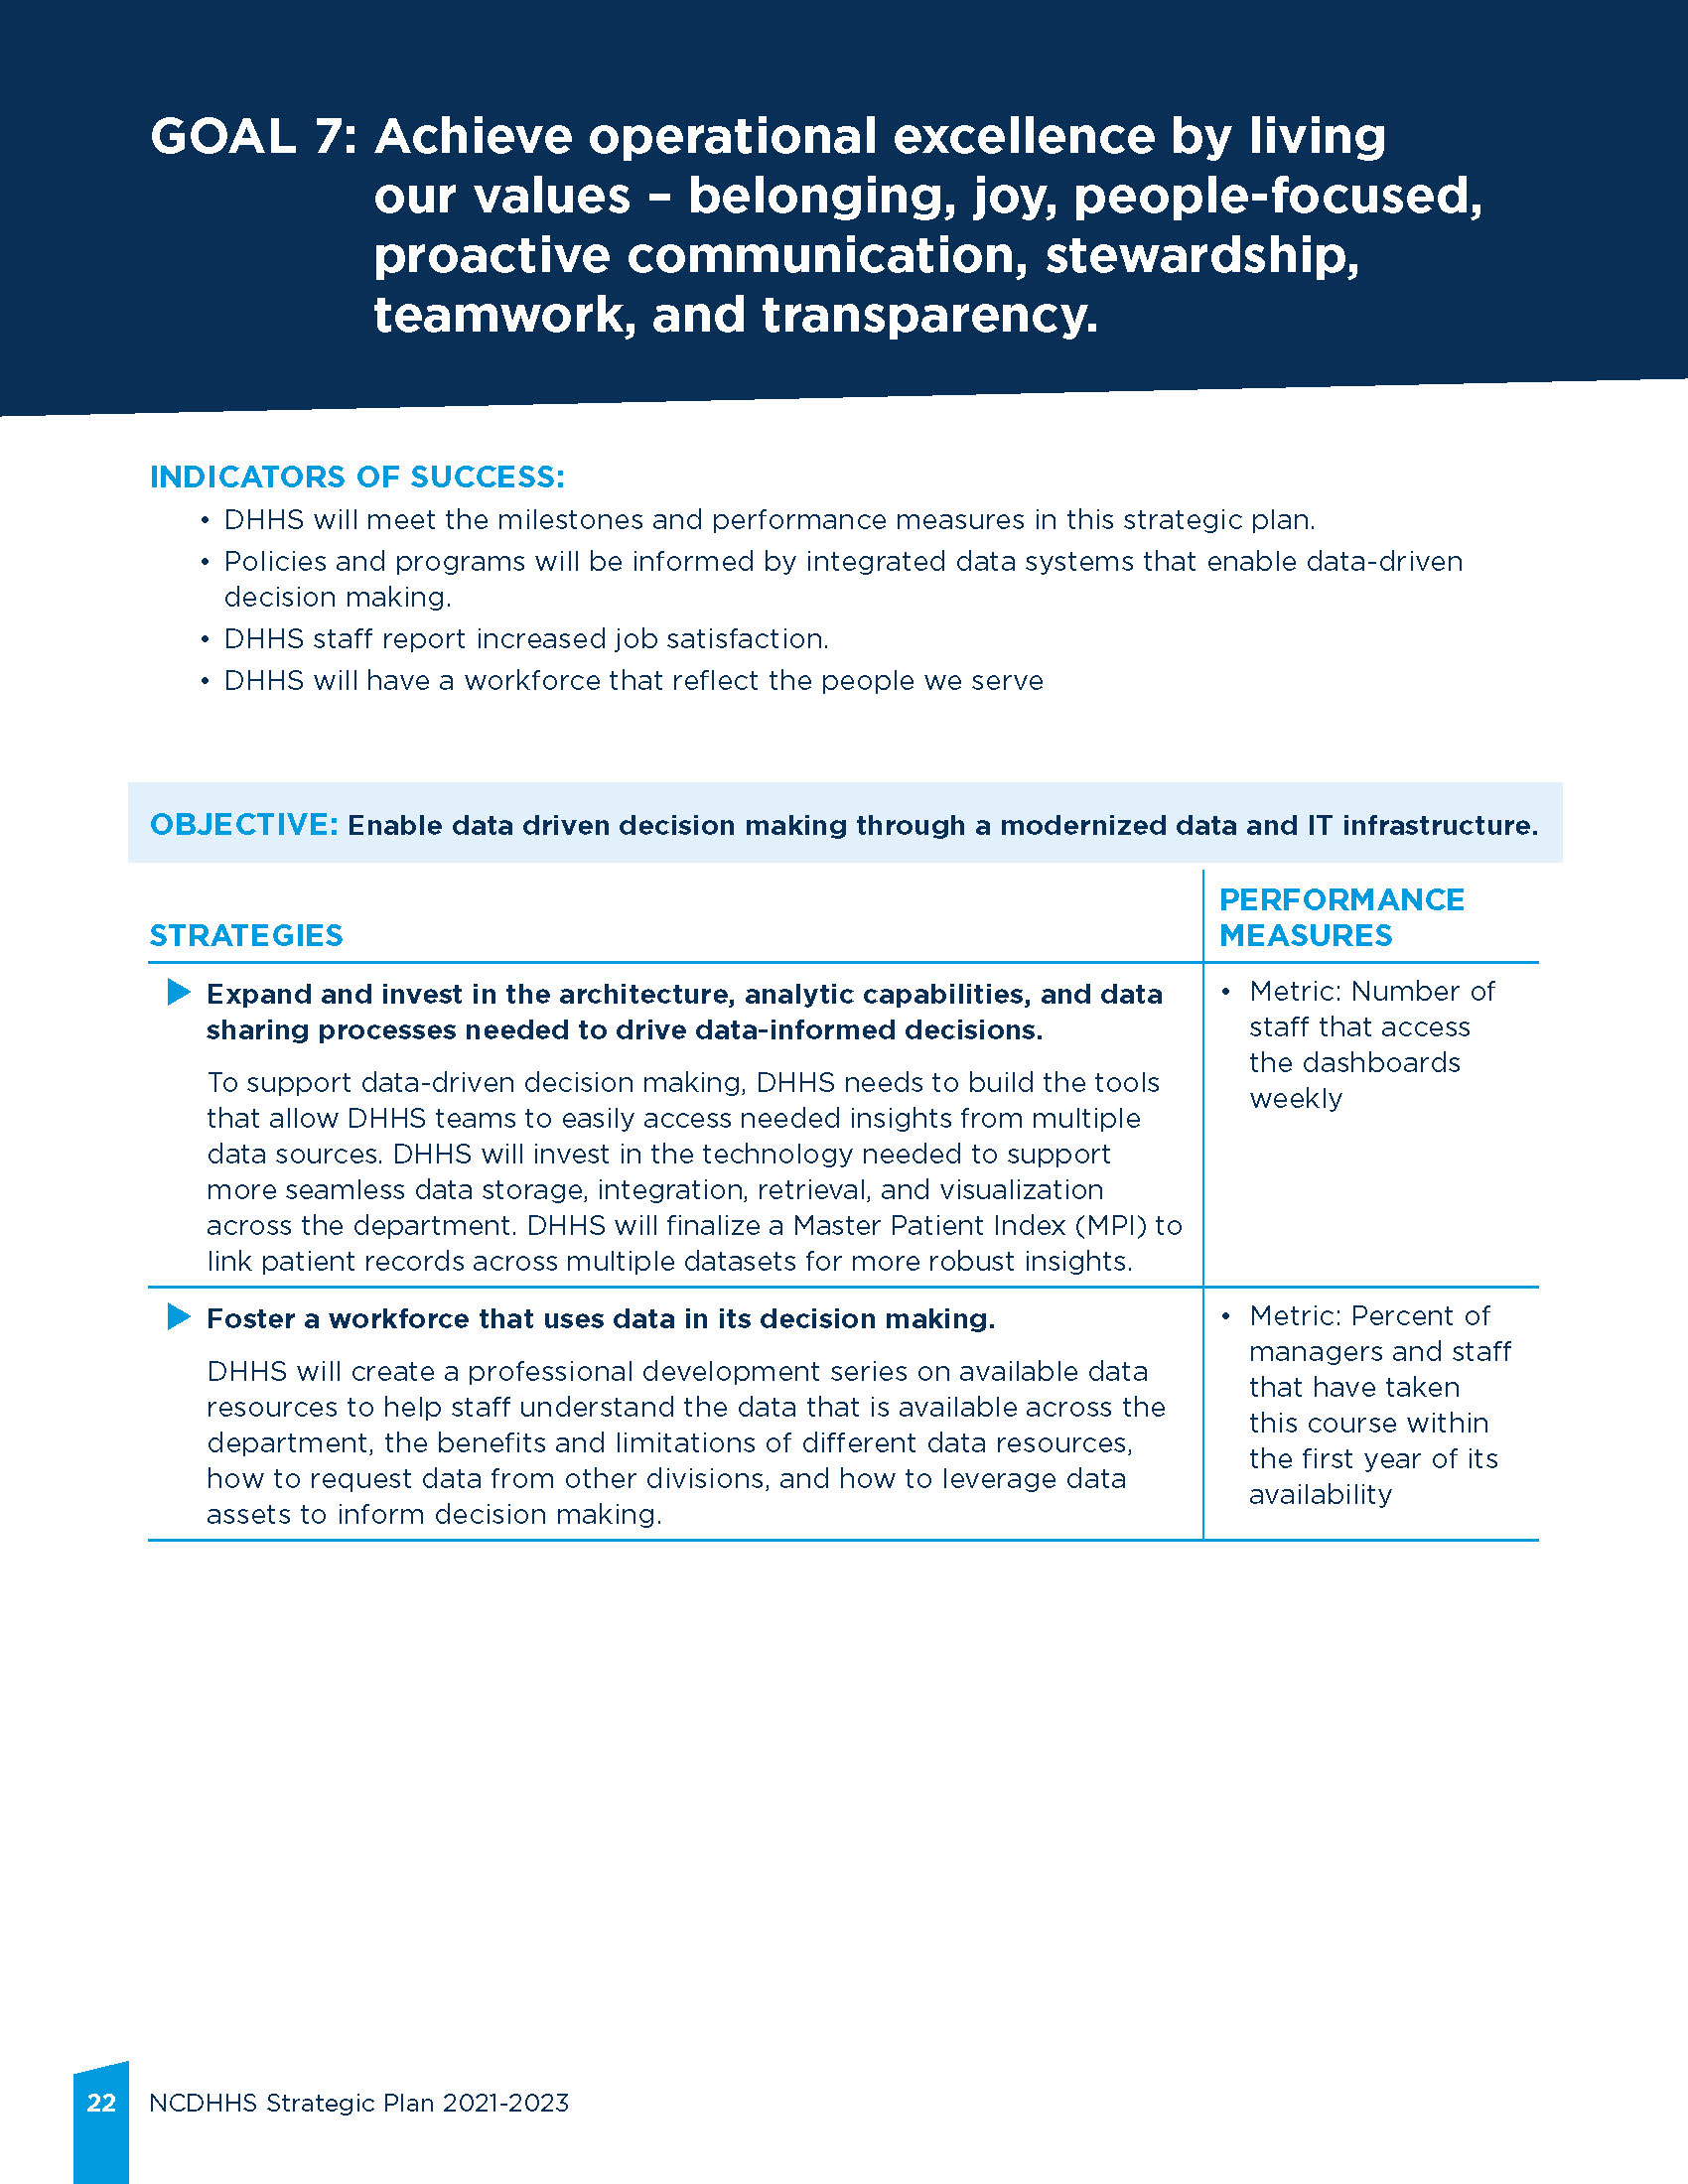 GOAL 7: Achieve operational excellence by living
our values – belonging, joy, people-focused,
proactive communication, stewardship,
teamwork, and transparency.
INDICATORS OF SUCCESS:
• DHHS will meet the milestones and performance measures in this strategic plan.
• Policies and programs will be informed by integrated data systems that enable data-driven
decision making.
• DHHS staff report increased job satisfaction.
• DHHS will have a workforce that reflect the people we serve
OBJECTIVE: Enable data driven decision making through a modernized data and IT infrastructure.
STRATEGIES
PERFORMANCE
MEASURES
▶ Expand and invest in the architecture, analytic capabilities, and data
sharing processes needed to drive data-informed decisions.
To support data-driven decision making, DHHS needs to build the tools
that allow DHHS teams to easily access needed insights from multiple
data sources. DHHS will invest in the technology needed to support
more seamless data storage, integration, retrieval, and visualization
across the department. DHHS will finalize a Master Patient Index (MPI) to
link patient records across multiple datasets for more robust insights.
• Metric: Number of
staff that access
the dashboards
weekly
▶ Foster a workforce that uses data in its decision making.
DHHS will create a professional development series on available data
resources to help staff understand the data that is available across the
department, the benefits and limitations of different data resources,
how to request data from other divisions, and how to leverage data
assets to inform decision making.
• Metric: Percent of
managers and staff
that have taken
this course within
the first year of its
availability
22 NCDHHS Strategic Plan 2021-2023